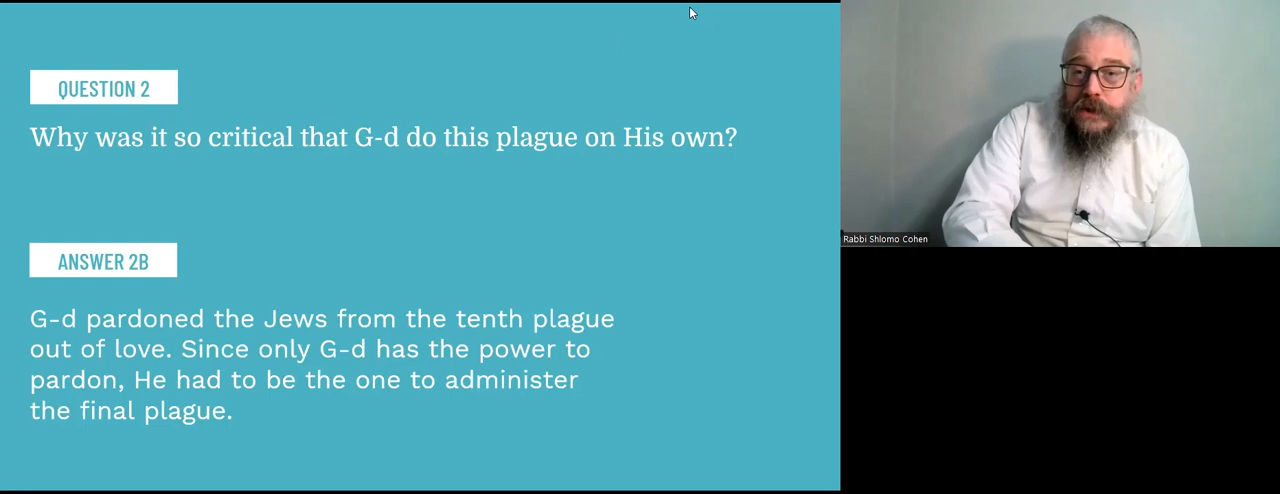 QUESTION 2
Why was it so critical that G-d do this plague on His own?
ANSWER 2B
G-d pardoned the Jews from the tenth plague
out of love. Since only G-d has the power to
pardon, He had to be the one to administer
the final plague.
Rabbi Shlomo Cohen